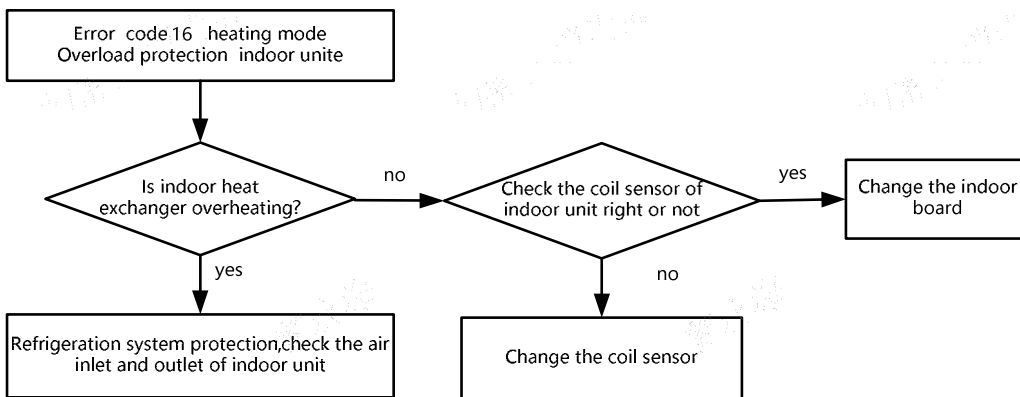 Error code 16 heating mode
Overload protection indoor unite
Is indoor heat
exchanger overheating?
no
Check the coil sensor of
indoor unit right or not
yes
Change the indoor
board
yes
no
Refrigeration system protection,check the air
inlet and outlet of indoor unit
Change the coil sensor